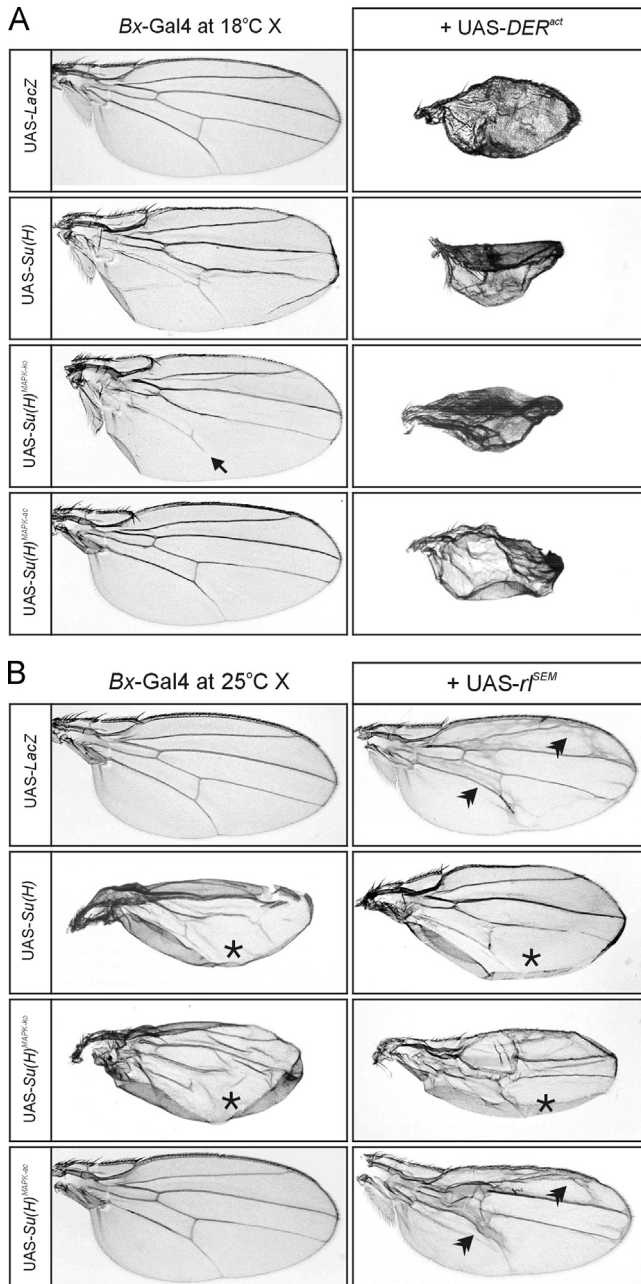 A
Bx-Gal4 at 18°C X
+ UAS-DER^act
UAS-LacZ
UAS-Su(H)
UAS-Su(H)^MAPK-ko
UAS-Su(H)^MAPK-ac
B
Bx-Gal4 at 25°C X
+ UAS-rl^SEM
UAS-LacZ
UAS-Su(H)
*
*
UAS-Su(H)^MAPK-ko
*
*
UAS-Su(H)^MAPK-ac